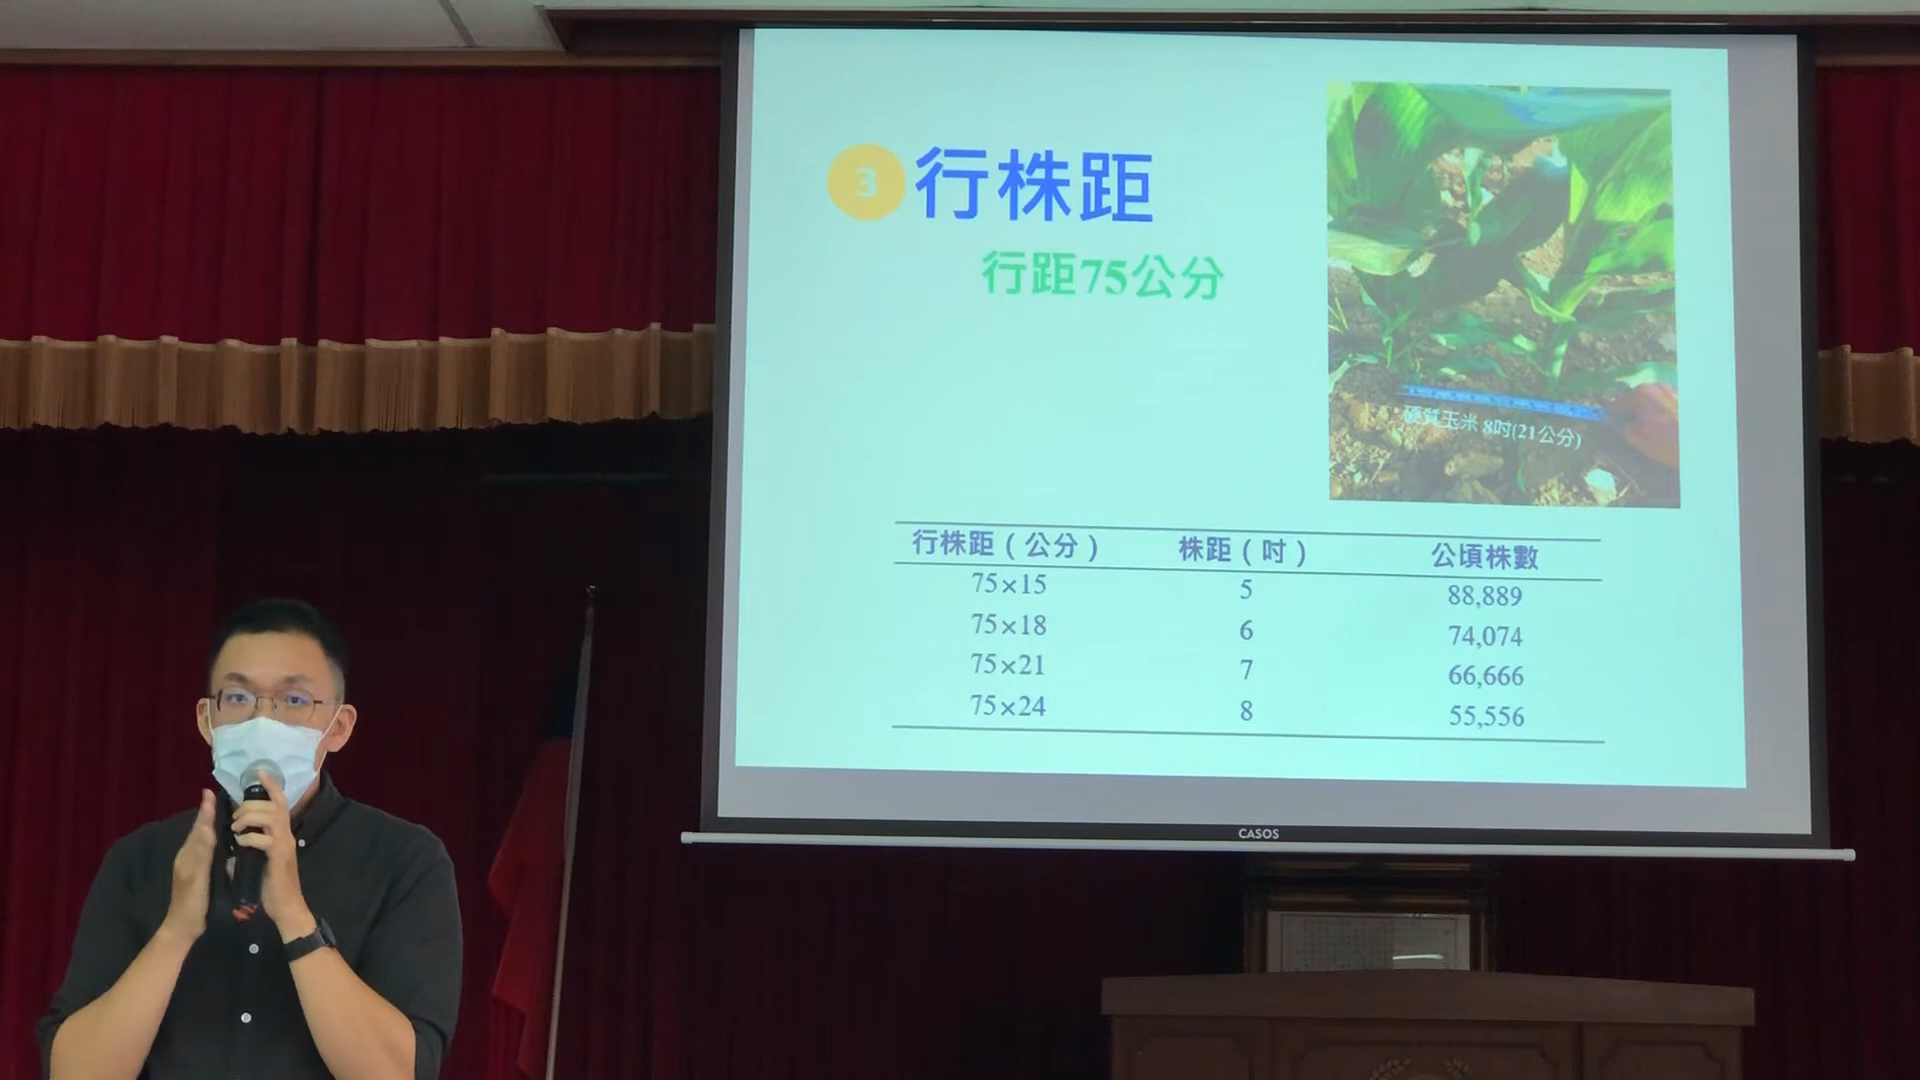 3 行株距
行距75公分
硬質玉米 8吋(21公分)
行株距（公分） 株距（吋） 公頃株數
75×15 5 88,889
75×18 6 74,074
75×21 7 66,666
75×24 8 55,556
CASOS